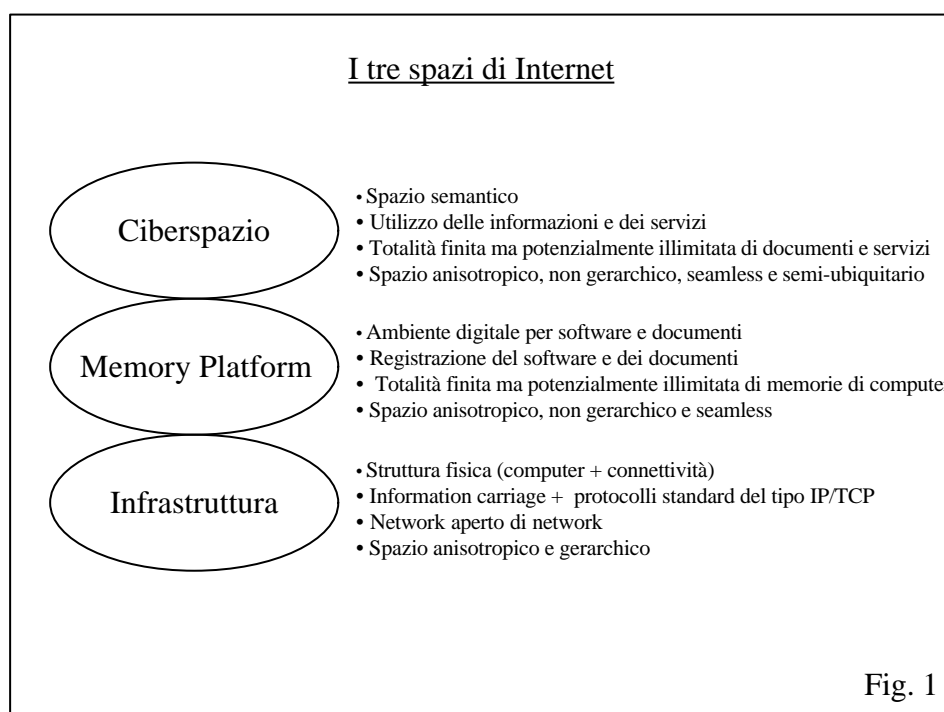 I tre spazi di Internet
Ciberspazio
• Spazio semantico
• Utilizzo delle informazioni e dei servizi
• Totalità finita ma potenzialmente illimitata di documenti e servizi
• Spazio anisotropico, non gerarchico, seamless e semi-ubiquitario
Memory Platform
• Ambiente digitale per software e documenti
• Registrazione del software e dei documenti
• Totalità finita ma potenzialmente illimitata di memorie di computer
• Spazio anisotropico, non gerarchico e seamless
Infrastruttura
• Struttura fisica (computer + connettività)
• Information carriage + protocolli standard del tipo IP/TCP
• Network aperto di network
• Spazio anisotropico e gerarchico
Fig. 1